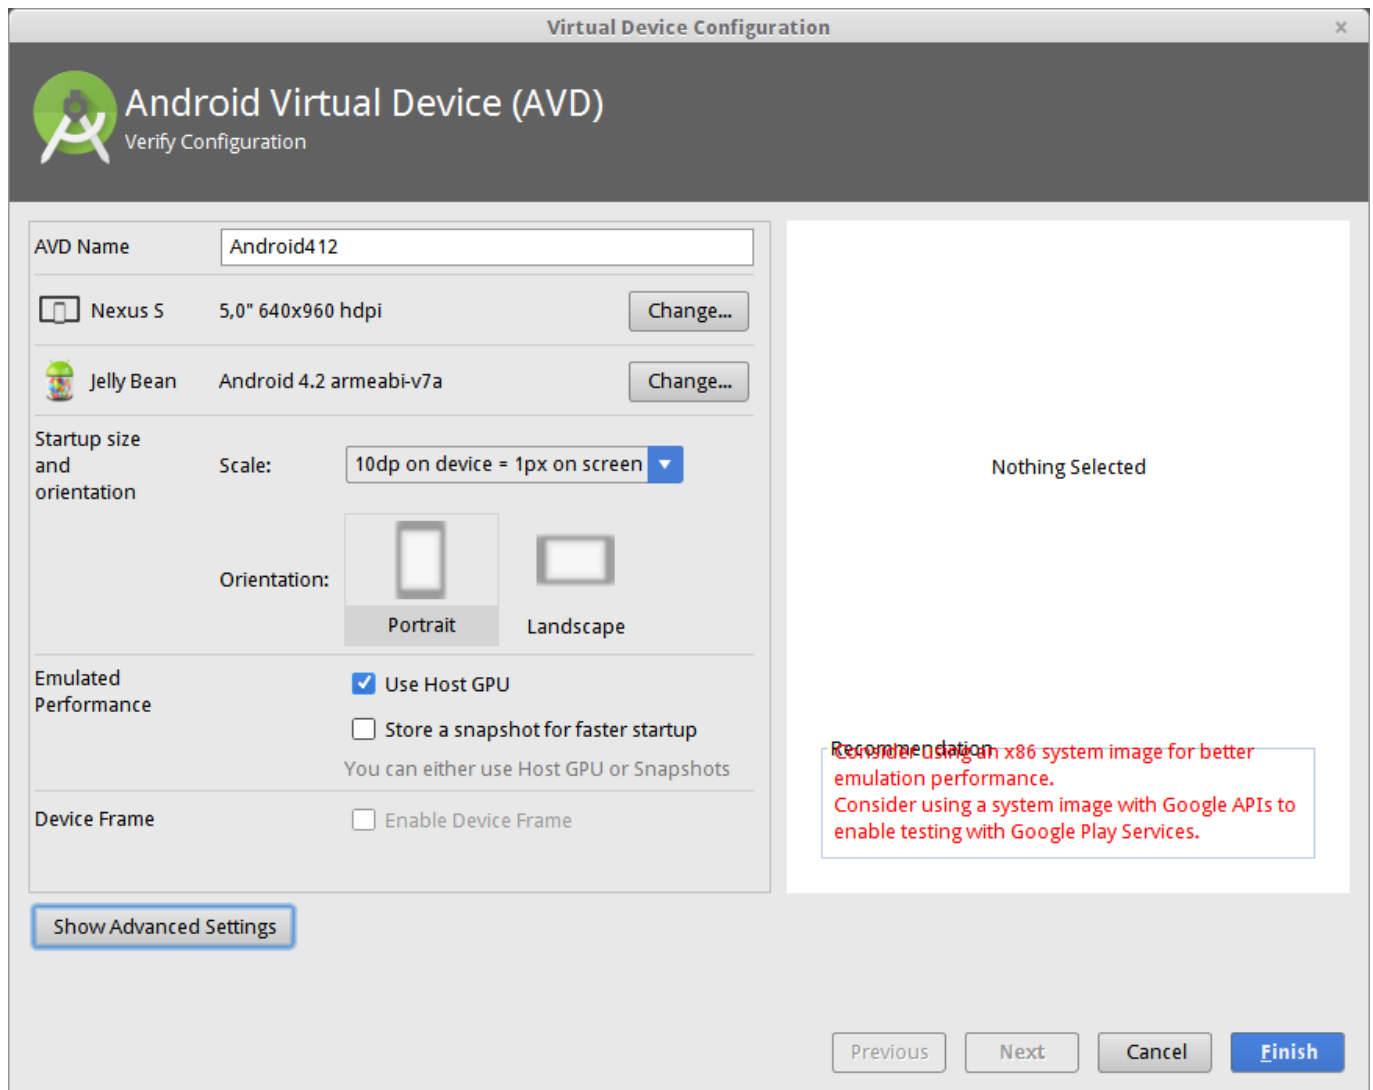 Virtual Device Configuration
Android Virtual Device (AVD)
Verify Configuration
AVD Name
Android412
Nexus S
5,0" 640x960 hdpi
Change...
Jelly Bean
Android 4.2 armeabi-v7a
Change...
Startup size
and
orientation
Scale:
10dp on device = 1px on screen
Orientation:
Portrait
Landscape
Emulated
Performance
Use Host GPU
Store a snapshot for faster startup
You can either use Host GPU or Snapshots
Device Frame
Enable Device Frame
Nothing Selected
Recommendation
Consider using an x86 system image for better
emulation performance.
Consider using a system image with Google APIs to
enable testing with Google Play Services.
Show Advanced Settings
Previous
Next
Cancel
Finish